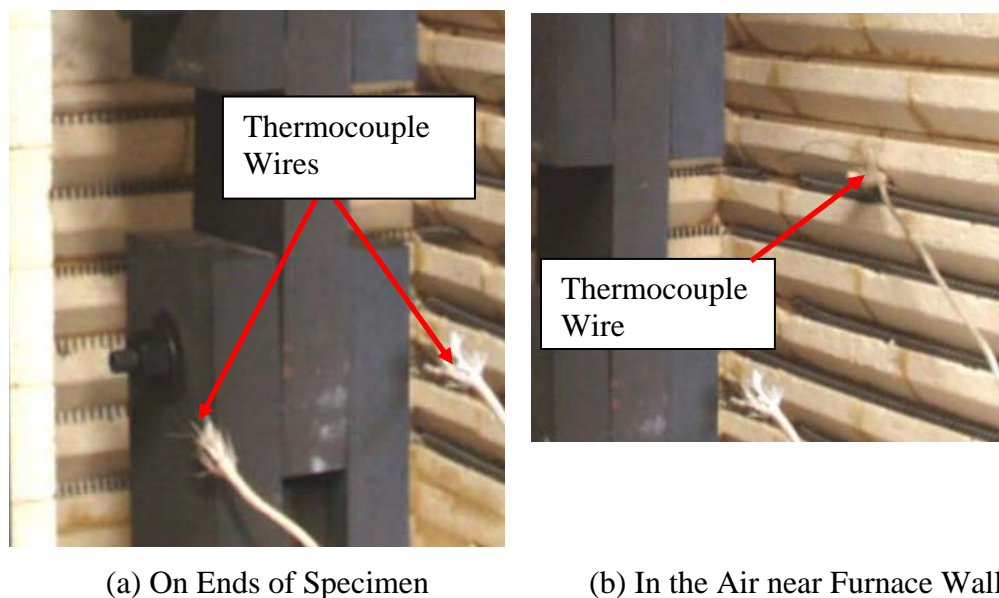 Thermocouple
Wires
Thermocouple
Wire
(a) On Ends of Specimen
(b) In the Air near Furnace Wall